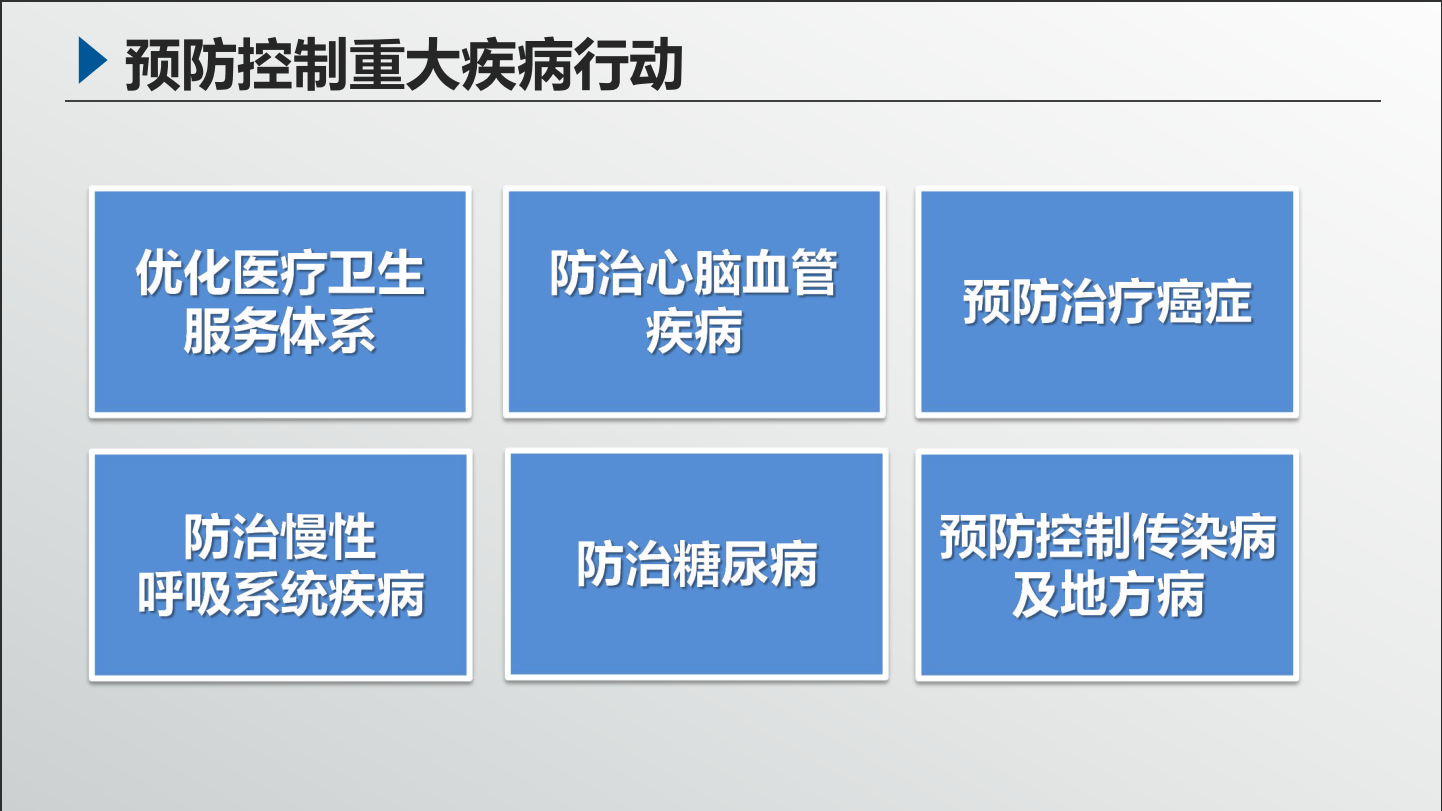 预防控制重大疾病行动
优化医疗卫生
服务体系
防治心脑血管
疾病
预防治疗癌症
防治慢性
呼吸系统疾病
防治糖尿病
预防控制传染病
及地方病